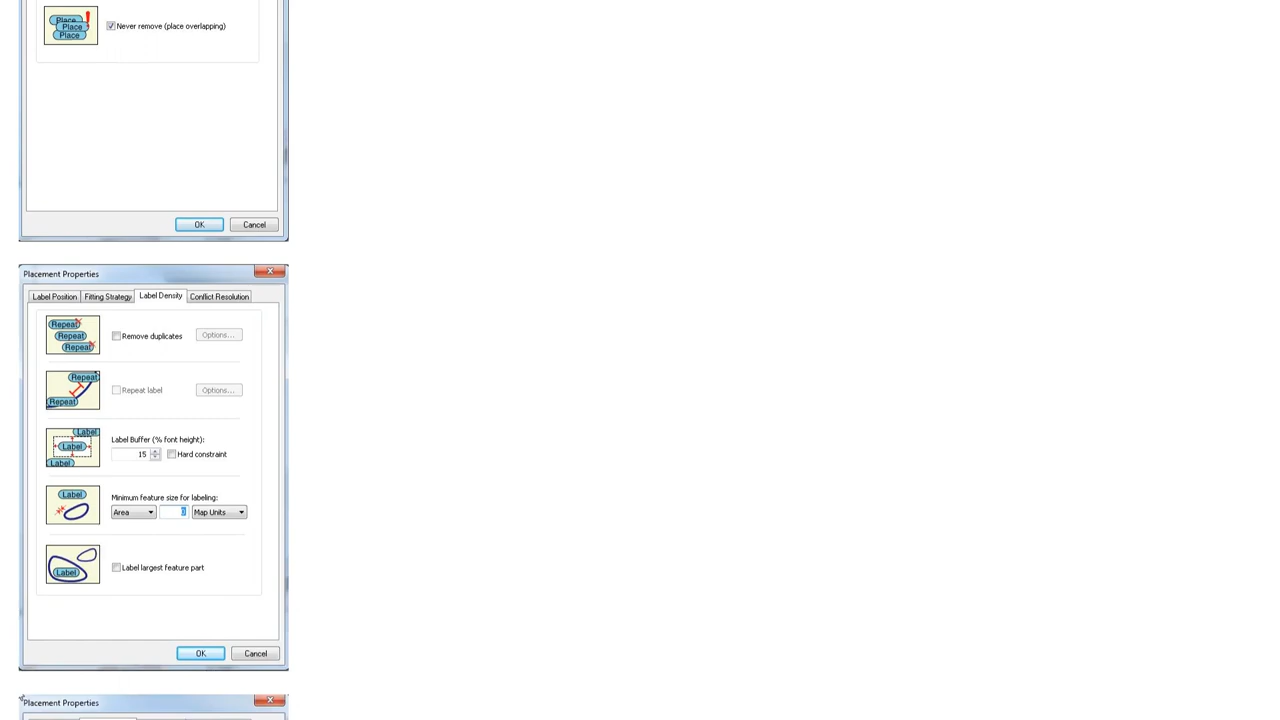 Place
Place
Place
Never remove (place overlapping)
OK Cancel
Placement Properties
Label Position Fitting Strategy Label Density Conflict Resolution
Repeat
Repeat
Repeat
Remove duplicates Options...
Repeat
Repeat
Repeat label Options...
Label
Label
Label
Label Buffer (% font height):
15 Hard constraint
Label
Minimum feature size for labeling:
Area 0 Map Units
Label
Label largest feature part
OK Cancel
Placement Properties